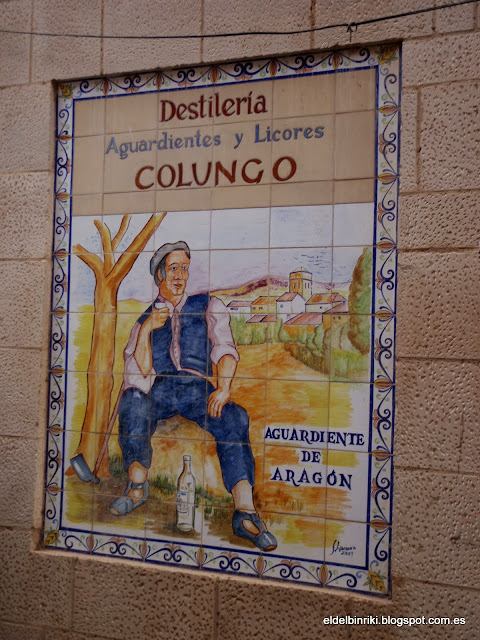 Destilería
Aguardientes y Licores
COLUNGO
AGUARDIENTE
DE
ARAGÓN
eldelbinriki.blogspot.com.es